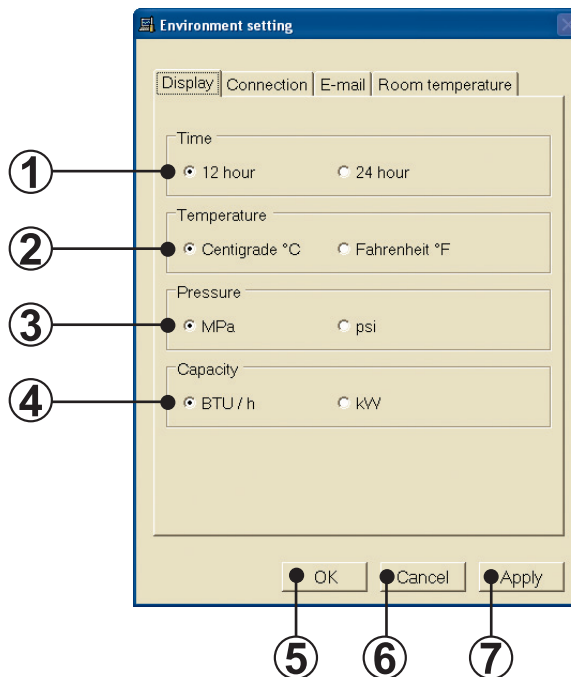 Environment setting
Display Connection E-mail Room temperature
Time
① 12 hour 24 hour
Temperature
② Centigrade °C Fahrenheit °F
Pressure
③ MPa psi
Capacity
④ BTU / h kW
OK Cancel Apply
⑤ ⑥ ⑦